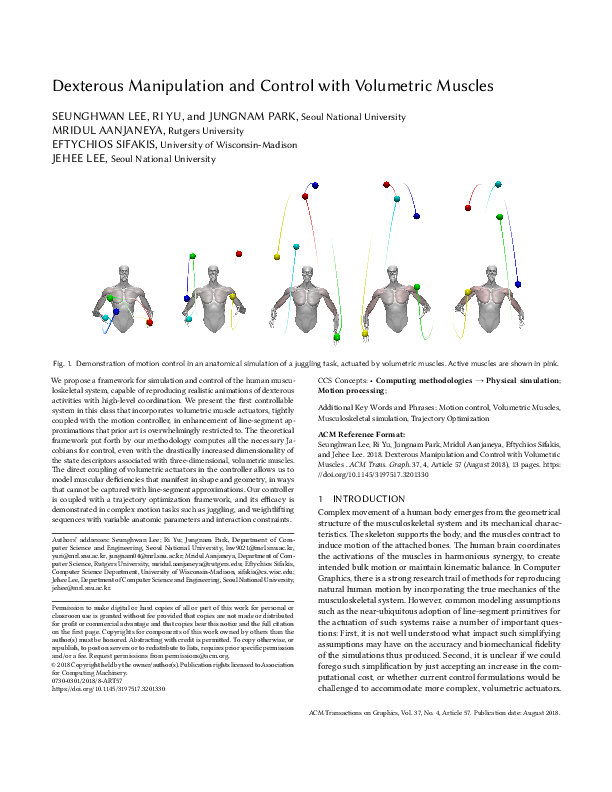 Dexterous Manipulation and Control with Volumetric Muscles
SEUNGHWAN LEE, RI YU, and JUNGNAM PARK, Seoul National University
MRIDUL AANJANEYA, Rutgers University
EFTYCHIOS SIFAKIS, University of Wisconsin-Madison
JEHEE LEE, Seoul National University
Fig. 1. Demonstration of motion control in an anatomical simulation of a juggling task, actuated by volumetric muscles. Active muscles are shown in pink.
We propose a framework for simulation and control of the human muscu-
loskeletal system, capable of reproducing realistic animations of dexterous
activities with high-level coordination. We present the first controllable
system in this class that incorporates volumetric muscle actuators, tightly
coupled with the motion controller, in enhancement of line-segment ap-
proximations that prior art is overwhelmingly restricted to. The theoretical
framework put forth by our methodology computes all the necessary Ja-
cobians for control, even with the drastically increased dimensionality of
the state descriptors associated with three-dimensional, volumetric muscles.
The direct coupling of volumetric actuators in the controller allows us to
model muscular deficiencies that manifest in shape and geometry, in ways
that cannot be captured with line-segment approximations. Our controller
is coupled with a trajectory optimization framework, and its efficacy is
demonstrated in complex motion tasks such as juggling, and weightlifting
sequences with variable anatomic parameters and interaction constraints.
Authors' addresses: Seunghwan Lee; Ri Yu; Jungnam Park, Department of Com-
puter Science and Engineering, Seoul National University, lsw9021@mrl.snu.ac.kr,
yuri@mrl.snu.ac.kr, jungnam04@mrl.snu.ac.kr; Mridul Aanjaneya, Department of Com-
puter Science, Rutgers University, mridul.aanjaneya@rutgers.edu; Eftychios Sifakis,
Computer Science Department, University of Wisconsin-Madison, sifakis@cs.wisc.edu;
Jehee Lee, Department of Computer Science and Engineering, Seoul National University,
jehee@mrl.snu.ac.kr.
Permission to make digital or hard copies of all or part of this work for personal or
classroom use is granted without fee provided that copies are not made or distributed
for profit or commercial advantage and that copies bear this notice and the full citation
on the first page. Copyrights for components of this work owned by others than the
author(s) must be honored. Abstracting with credit is permitted. To copy otherwise, or
republish, to post on servers or to redistribute to lists, requires prior specific permission
and/or a fee. Request permissions from permissions@acm.org.
© 2018 Copyright held by the owner/author(s). Publication rights licensed to Association
for Computing Machinery.
0730-0301/2018/8-ART57
https://doi.org/10.1145/3197517.3201330
CCS Concepts: • Computing methodologies → Physical simulation;
Motion processing;
Additional Key Words and Phrases: Motion control, Volumetric Muscles,
Musculoskeletal simulation, Trajectory Optimization
ACM Reference Format:
Seunghwan Lee, Ri Yu, Jungnam Park, Mridul Aanjaneya, Eftychios Sifakis,
and Jehee Lee. 2018. Dexterous Manipulation and Control with Volumetric
Muscles . ACM Trans. Graph. 37, 4, Article 57 (August 2018), 13 pages. https:
//doi.org/10.1145/3197517.3201330
1 INTRODUCTION
Complex movement of a human body emerges from the geometrical
structure of the musculoskeletal system and its mechanical charac-
teristics. The skeleton supports the body, and the muscles contract to
induce motion of the attached bones. The human brain coordinates
the activations of the muscles in harmonious synergy, to create
intended bulk motion or maintain kinematic balance. In Computer
Graphics, there is a strong research trail of methods for reproducing
natural human motion by incorporating the true mechanics of the
musculoskeletal system. However, common modeling assumptions
such as the near-ubiquitous adoption of line-segment primitives for
the actuation of such systems raise a number of important ques-
tions: First, it is not well understood what impact such simplifying
assumptions may have on the accuracy and biomechanical fidelity
of the simulations thus produced. Second, it is unclear if we could
forego such simplification by just accepting an increase in the com-
putational cost, or whether current control formulations would be
challenged to accommodate more complex, volumetric actuators.
ACM Transactions on Graphics, Vol. 37, No. 4, Article 57. Publication date: August 2018.